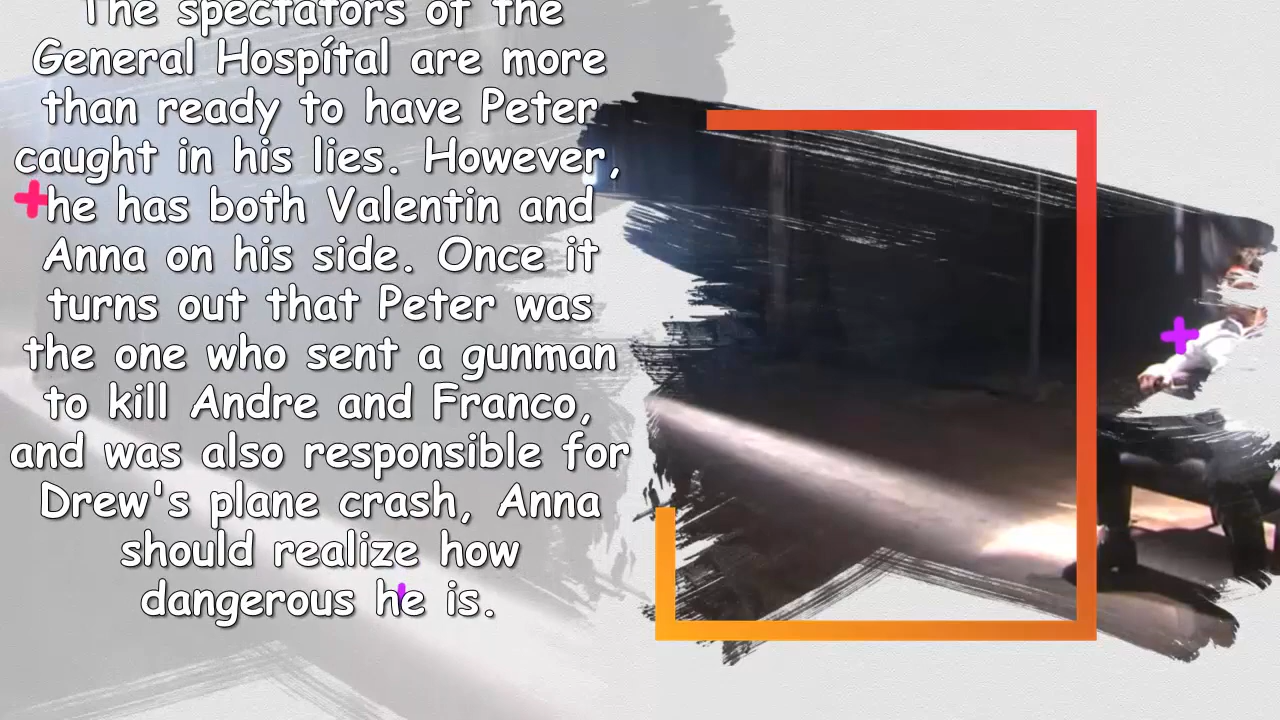 The spectators of the
General Hospítal are more
than ready to have Peter
caught in his lies. However,
he has both Valentin and
Anna on his side. Once it
turns out that Peter was
the one who sent a gunman
to kill Andre and Franco,
and was also responsible for
Drew's plane crash, Anna
should realize how
dangerous he is.